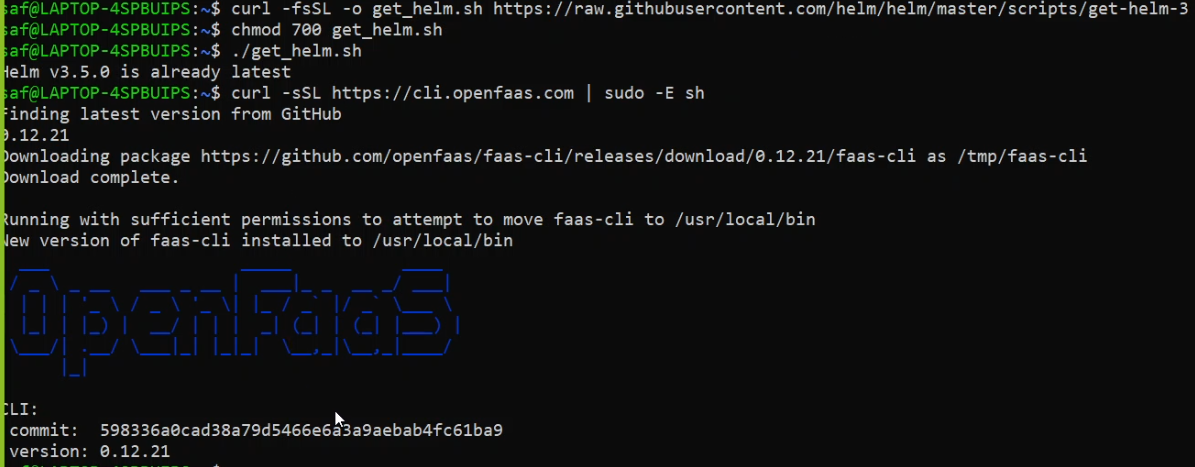 saf@LAPTOP-4SPBUIPS:~$ curl -fsSL -o get_helm.sh https://raw.githubusercontent.com/helm/helm/master/scripts/get-helm-3
saf@LAPTOP-4SPBUIPS:~$ chmod 700 get_helm.sh
saf@LAPTOP-4SPBUIPS:~$ ./get_helm.sh
Helm v3.5.0 is already latest
saf@LAPTOP-4SPBUIPS:~$ curl -sSL https://cli.openfaas.com | sudo -E sh
Finding latest version from GitHub
0.12.21
Downloading package https://github.com/openfaas/faas-cli/releases/download/0.12.21/faas-cli as /tmp/faas-cli
Download complete.
Running with sufficient permissions to attempt to move faas-cli to /usr/local/bin
New version of faas-cli installed to /usr/local/bin
OpenFaaS
CLI:
commit: 598336a0cad38a79d5466e6a3a9aebab4fc61ba9
version: 0.12.21